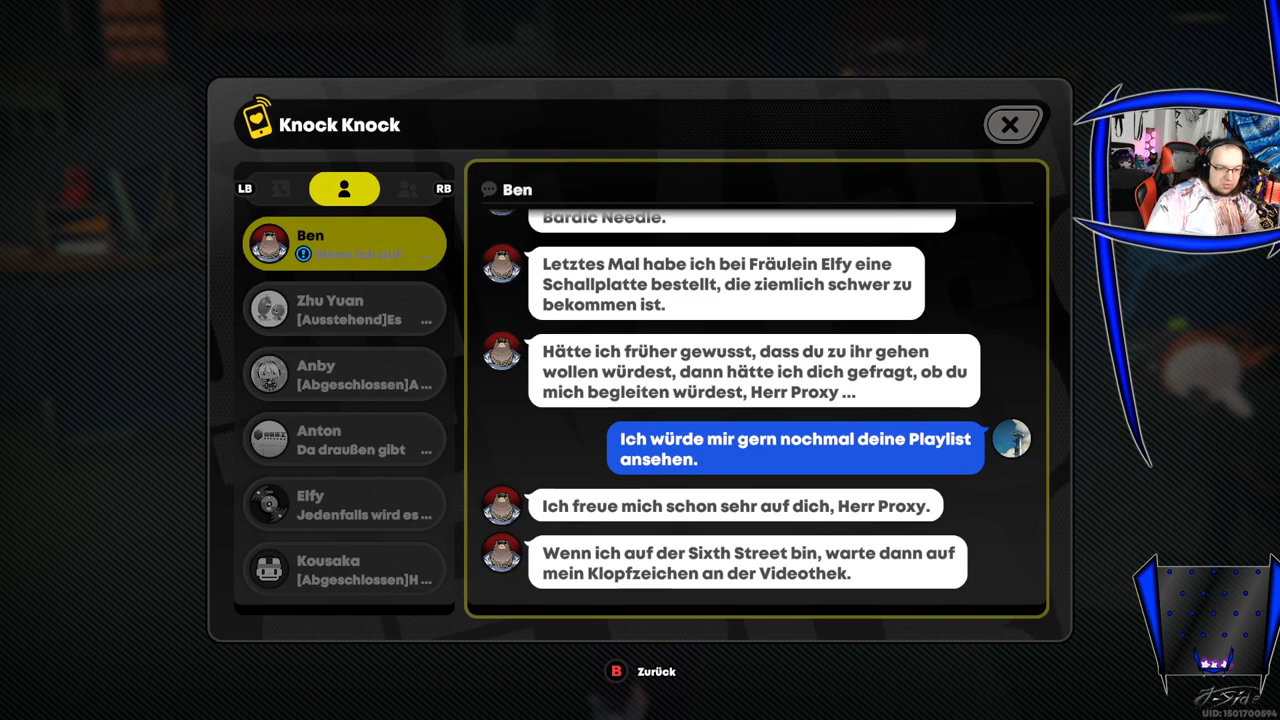 Knock Knock
LB
RB
Ben
Wenn ich auf ...
Zhu Yuan
[Ausstehend]Es ...
Anby
[Abgeschlossen]A ...
Anton
Da draußen gibt ...
Elfy
Jedenfalls wird es ...
Kousaka
[Abgeschlossen]H ...
Ben
Bardic Needle.
Letztes Mal habe ich bei Fräulein Elfy eine
Schallplatte bestellt, die ziemlich schwer zu
bekommen ist.
Hätte ich früher gewusst, dass du zu ihr gehen
wollen würdest, dann hätte ich dich gefragt, ob du
mich begleiten würdest, Herr Proxy ...
Ich würde mir gern nochmal deine Playlist
ansehen.
Ich freue mich schon sehr auf dich, Herr Proxy.
Wenn ich auf der Sixth Street bin, warte dann auf
mein Klopfzeichen an der Videothek.
B Zurück
UID: 1501700594